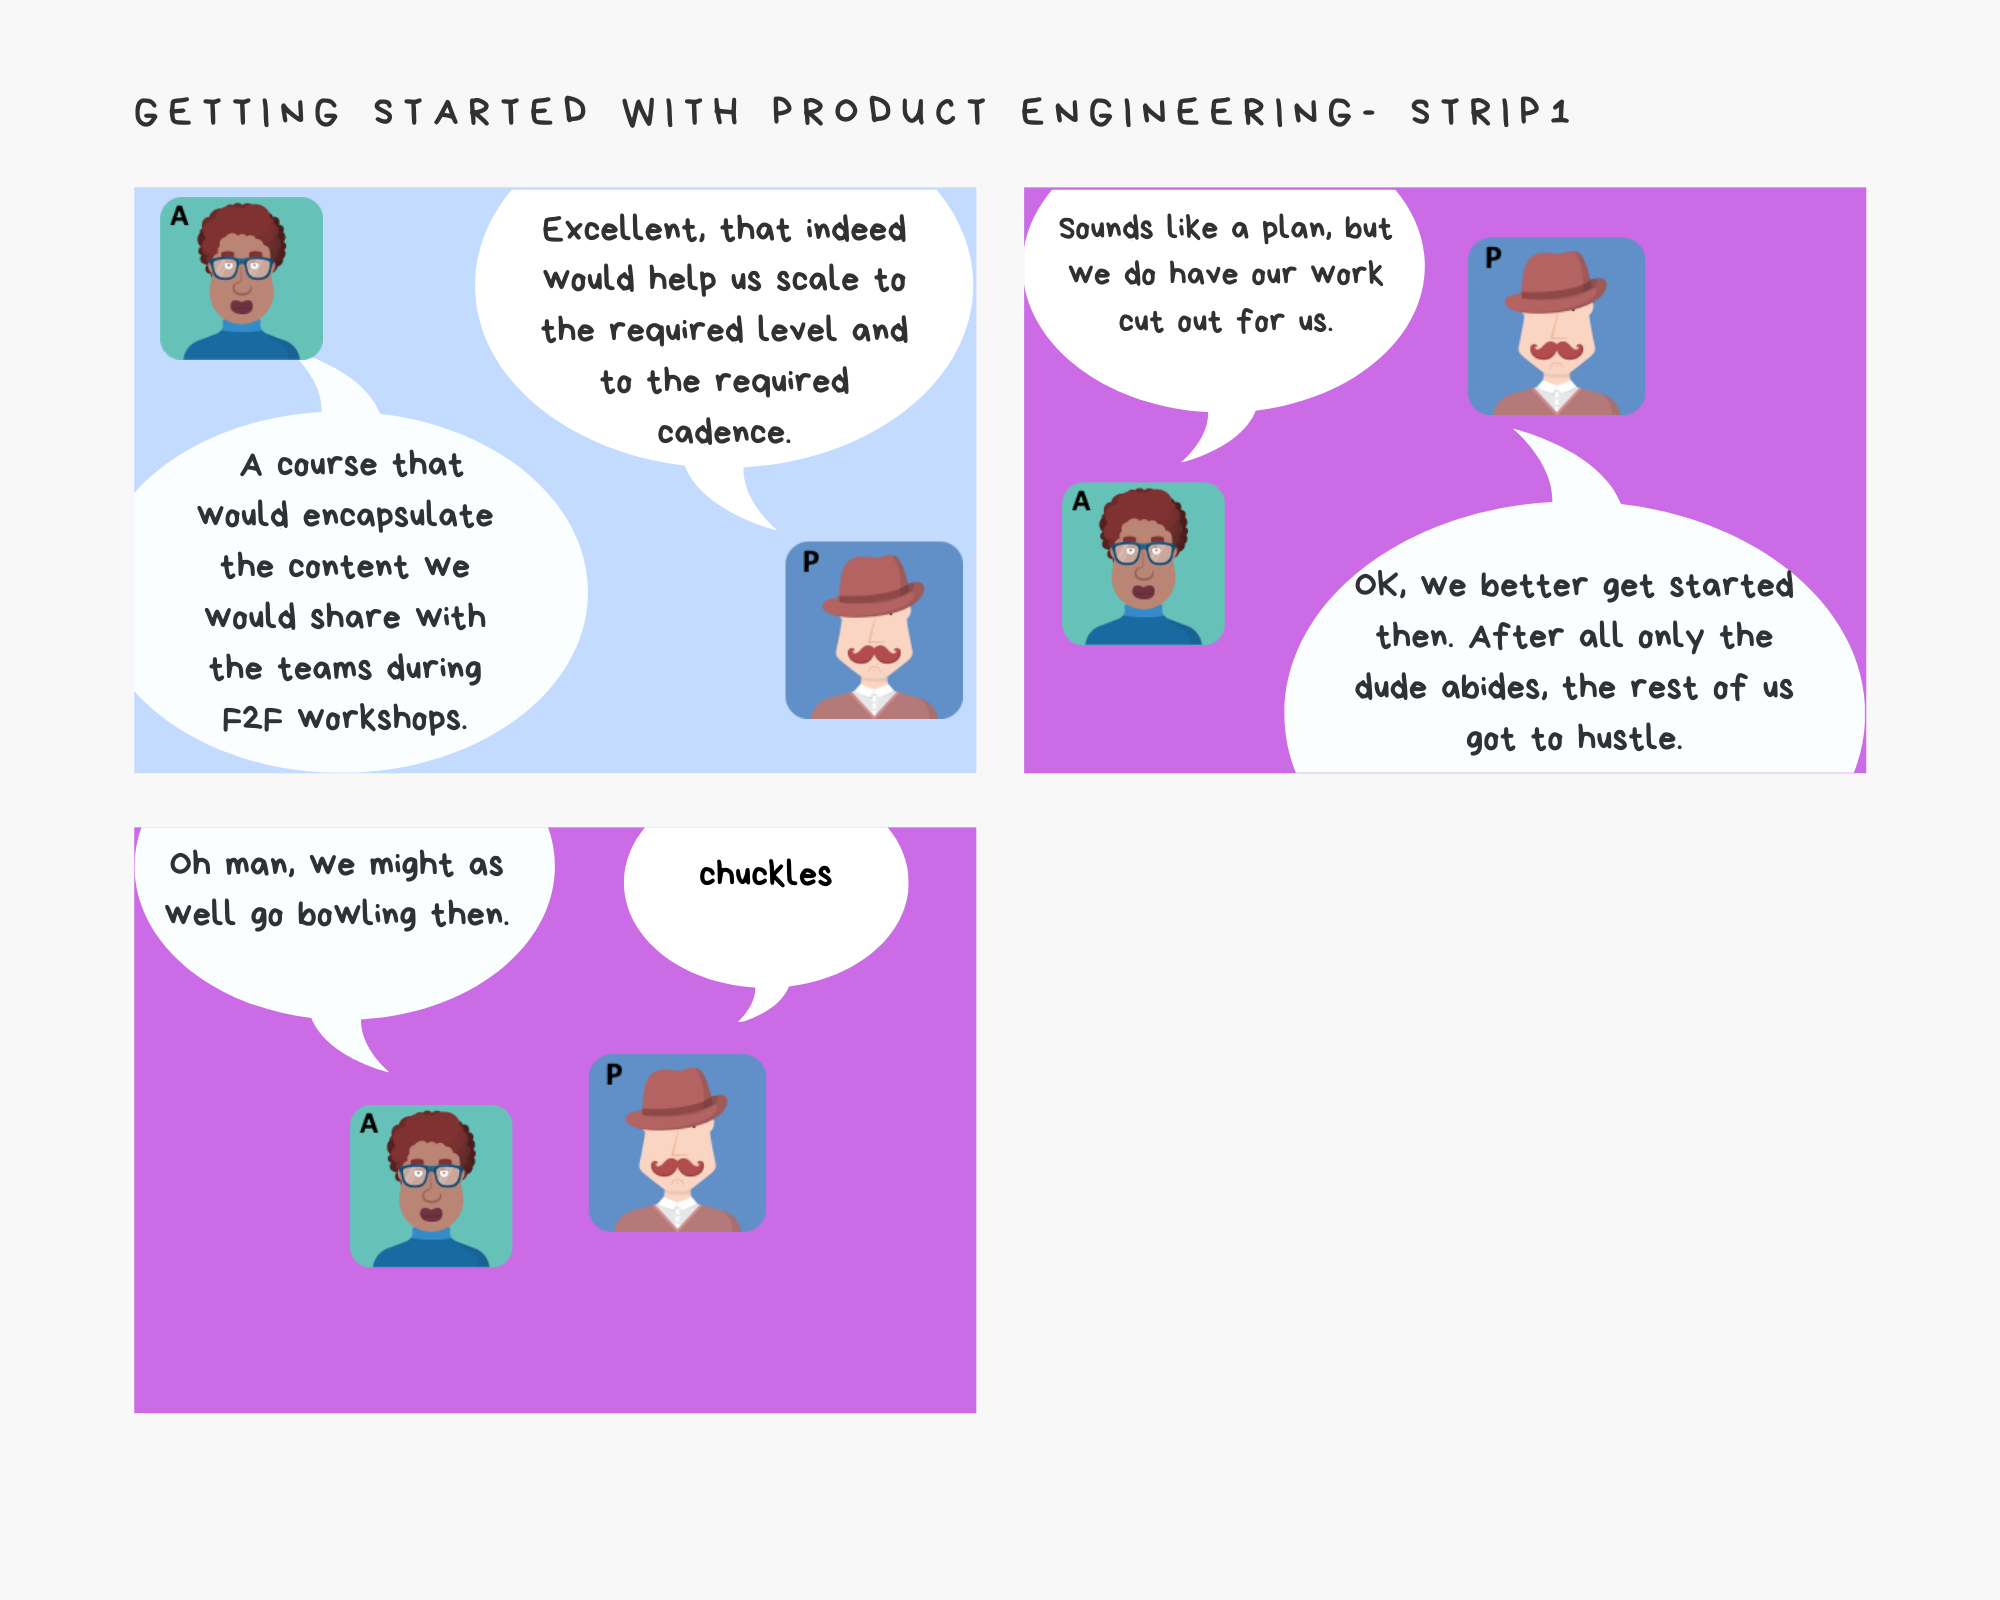 GETTING STARTED WITH PRODUCT ENGINEERING- STRIP1
A
A course that
would encapsulate
the content we
would share with
the teams during
F2F workshops.
Excellent, that indeed
would help us scale to
the required level and
to the required
cadence.
P
Sounds like a plan, but
we do have our work
cut out for us.
A
P
OK, we better get started
then. After all only the
dude abides, the rest of us
got to hustle.
Oh man, we might as
well go bowling then.
A
chuckles
P